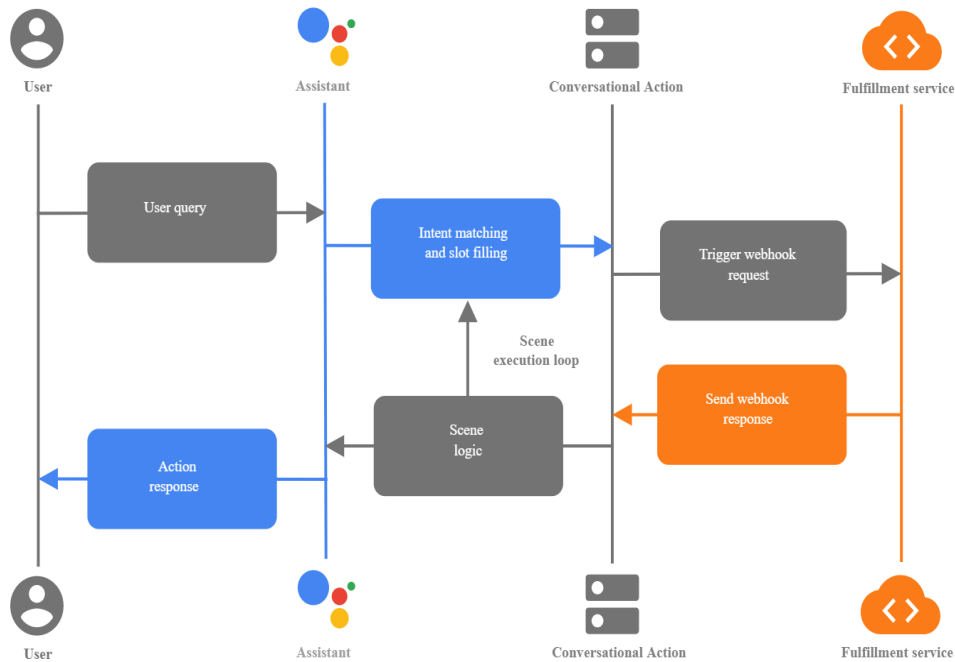 User
Assistant
Conversational Action
Fulfillment service
User query
Intent matching
and slot filling
Trigger webhook
request
Scene
execution loop
Send webhook
response
Scene
logic
Action
response
User
Assistant
Conversational Action
Fulfillment service